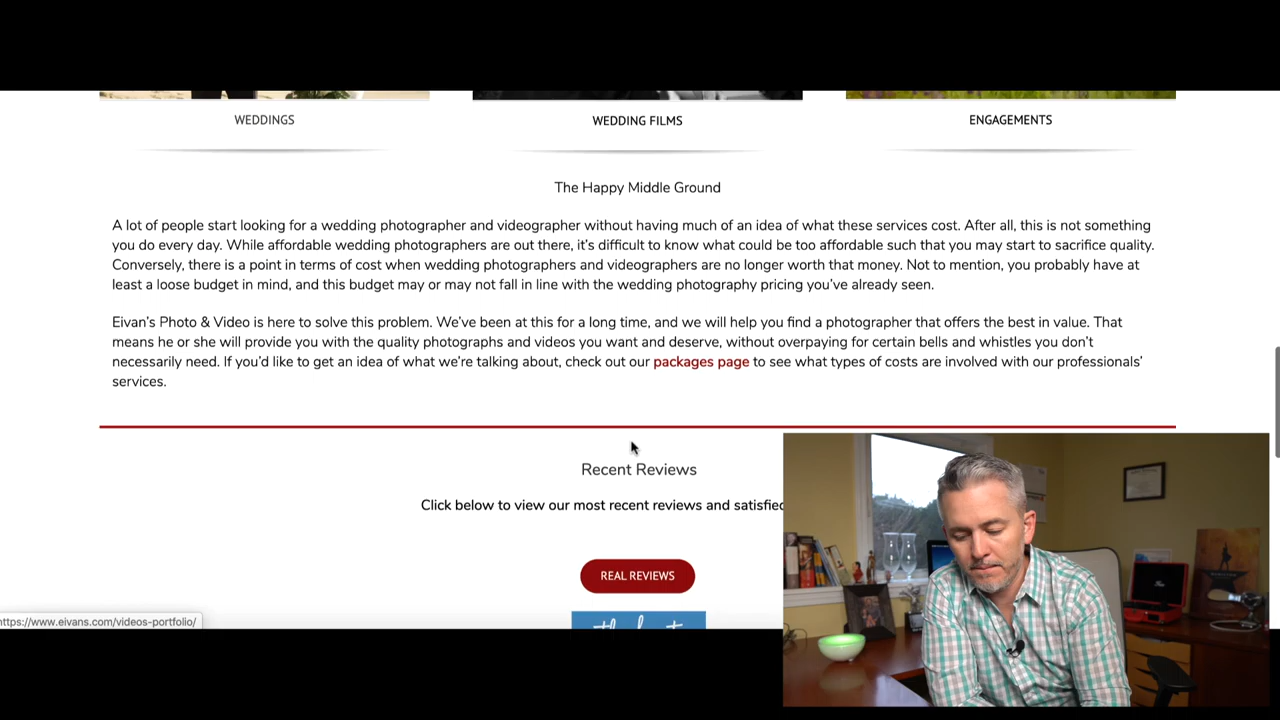 WEDDINGS
WEDDING FILMS
ENGAGEMENTS
The Happy Middle Ground
A lot of people start looking for a wedding photographer and videographer without having much of an idea of what these services cost. After all, this is not something
you do every day. While affordable wedding photographers are out there, it's difficult to know what could be too affordable such that you may start to sacrifice quality.
Conversely, there is a point in terms of cost when wedding photographers and videographers are no longer worth that money. Not to mention, you probably have at
least a loose budget in mind, and this budget may or may not fall in line with the wedding photography pricing you've already seen.
Eivan's Photo & Video is here to solve this problem. We've been at this for a long time, and we will help you find a photographer that offers the best in value. That
means he or she will provide you with the quality photographs and videos you want and deserve, without overpaying for certain bells and whistles you don't
necessarily need. If you'd like to get an idea of what we're talking about, check out our packages page to see what types of costs are involved with our professionals'
services.
Recent Reviews
Click below to view our most recent reviews and satisfied
REAL REVIEWS
https://www.eivans.com/videos-portfolio/